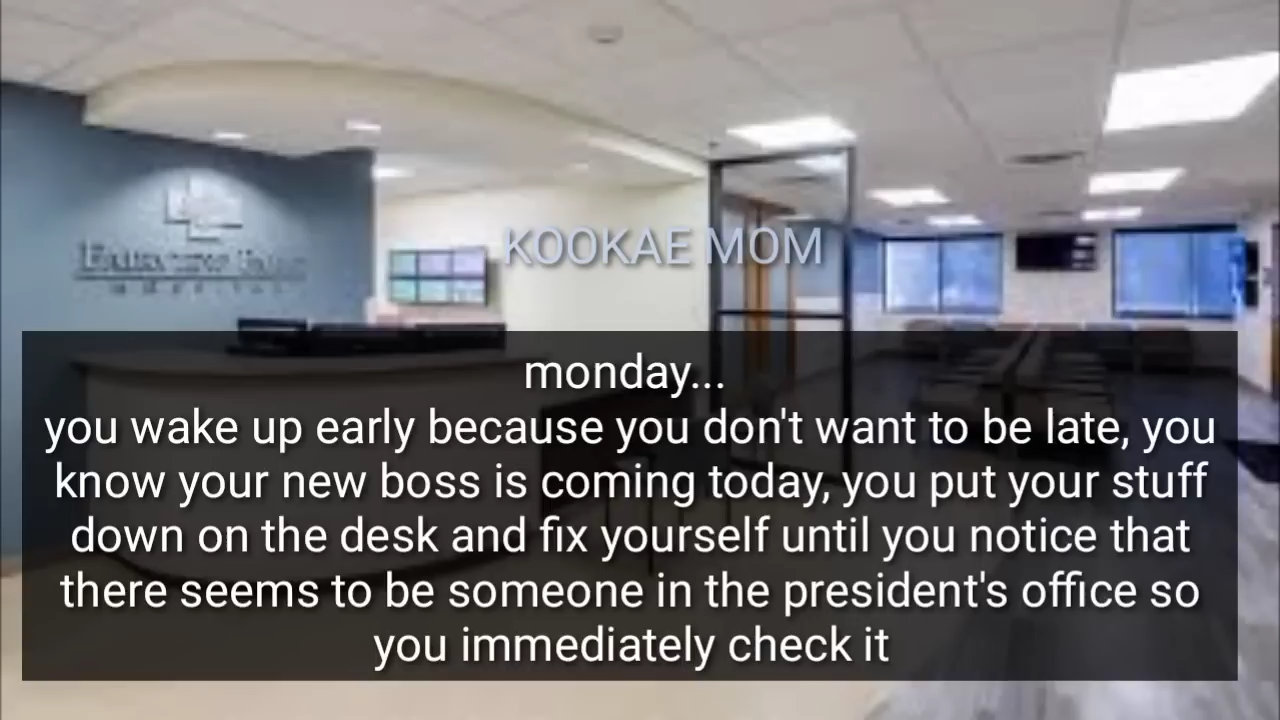 KOOKAE MOM
monday...
you wake up early because you don't want to be late, you
know your new boss is coming today, you put your stuff
down on the desk and fix yourself until you notice that
there seems to be someone in the president's office so
you immediately check it